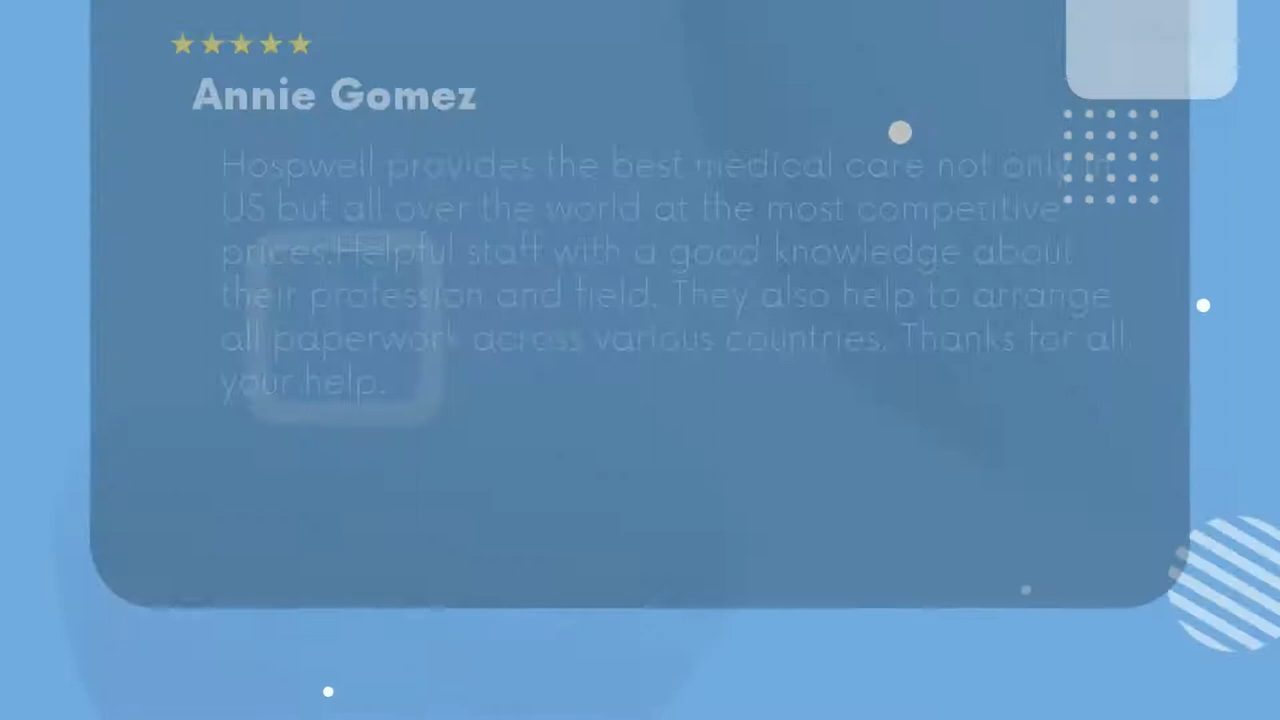 Annie Gomez
Hospwell provides the best medical care not only in
US but all over the world at the most competitive
prices.Helpful staff with a good knowledge about
their profession and field. They also help to arrange
all paperwork across various countries. Thanks for all
your help.